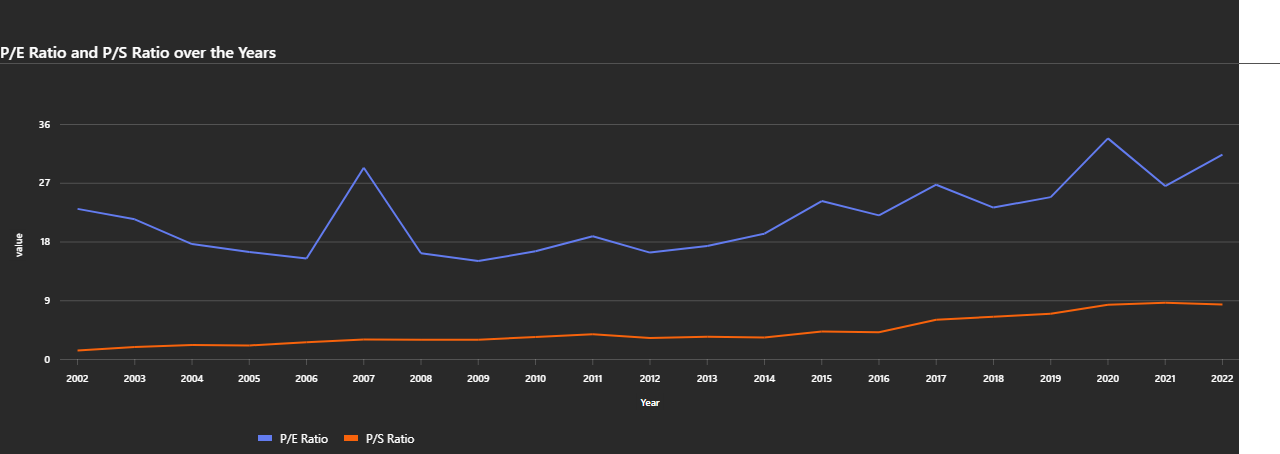 P/E Ratio and P/S Ratio over the Years
36
27
18
9
0
value
2002 2003 2004 2005 2006 2007 2008 2009 2010 2011 2012 2013 2014 2015 2016 2017 2018 2019 2020 2021 2022
Year
P/E Ratio P/S Ratio